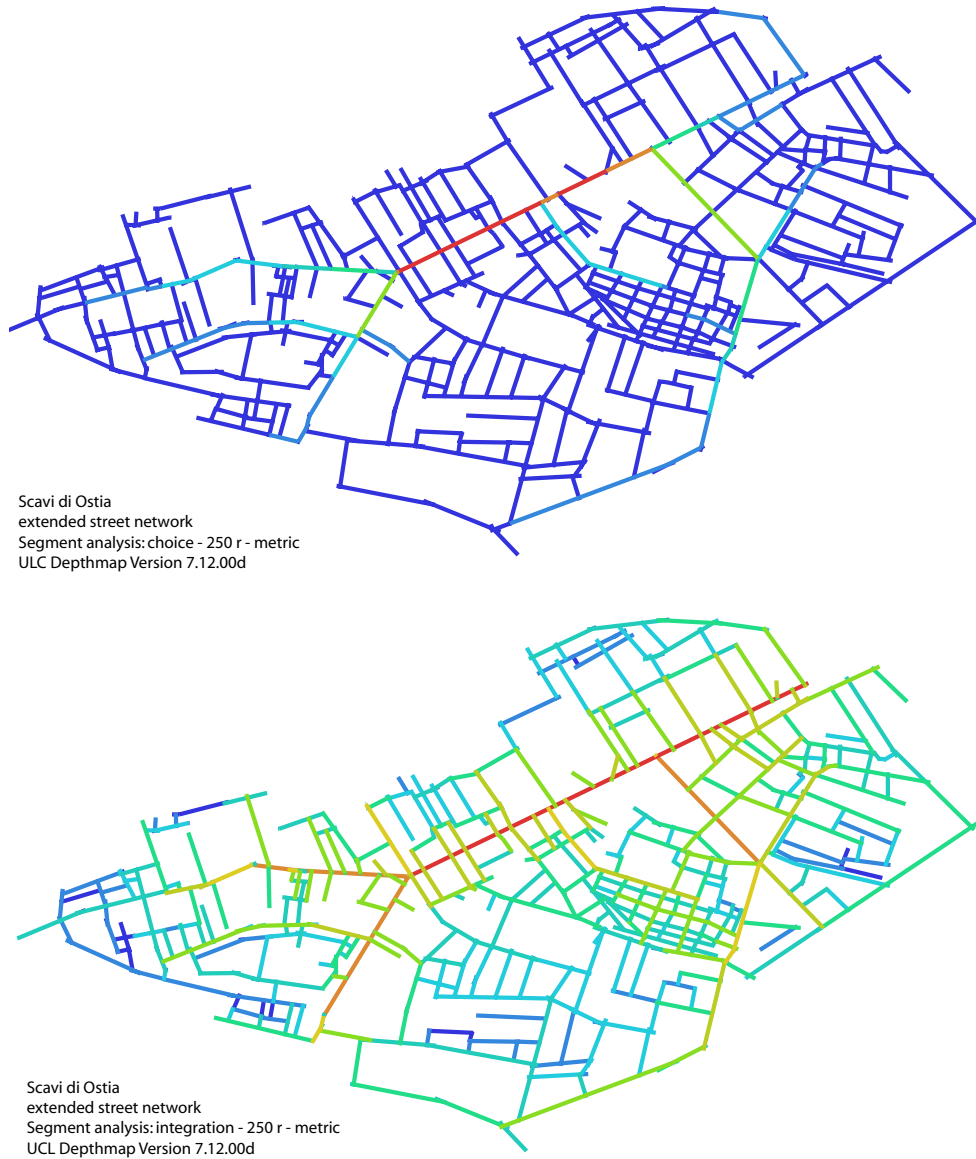 Scavi di Ostia
extended street network
Segment analysis: choice - 250 r - metric
ULC Depthmap Version 7.12.00d
Scavi di Ostia
extended street network
Segment analysis: integration - 250 r - metric
UCL Depthmap Version 7.12.00d